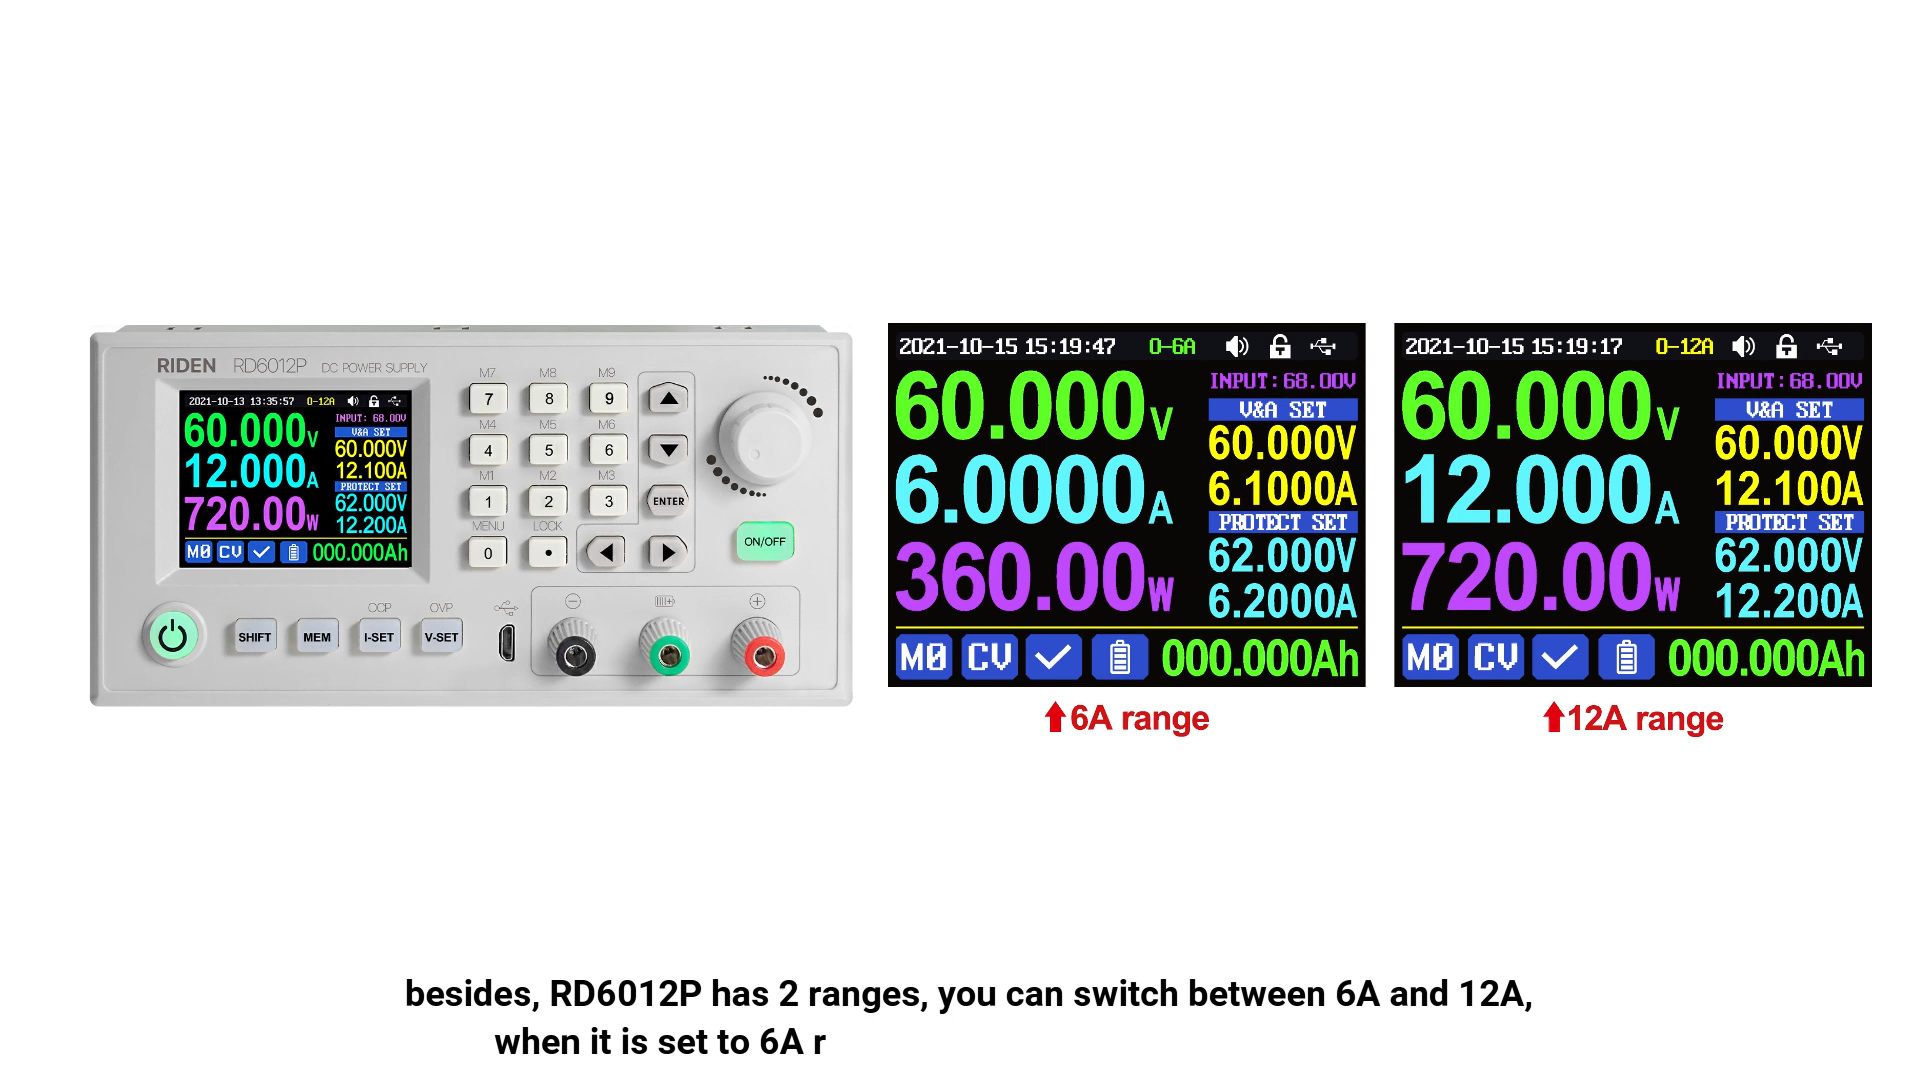 RIDEN RD6012P DC POWER SUPPLY
2021-10-13 13:35:57 0-12A
INPUT: 68.00V
60.000V
V&A SET
60.000V
12.000A
12.100A
PROTECT SET
720.00W
62.000V
12.200A
M0 CV 000.000Ah
M7 M8 M9
7 8 9
M4 M5 M6
4 5 6
M1 M2 M3
1 2 3 ENTER
MENU LOCK
0 •
ON/OFF
OCP OVP
SHIFT MEM I-SET V-SET
2021-10-15 15:19:47 0-6A
INPUT:68.00V
60.000V
V&A SET
60.000V
6.0000A
6.1000A
PROTECT SET
360.00W
62.000V
6.2000A
M0 CV 000.000Ah
6A range
2021-10-15 15:19:17 0-12A
INPUT:68.00V
60.000V
V&A SET
60.000V
12.000A
12.100A
PROTECT SET
720.00W
62.000V
12.200A
M0 CV 000.000Ah
12A range
besides, RD6012P has 2 ranges, you can switch between 6A and 12A,
when it is set to 6A r